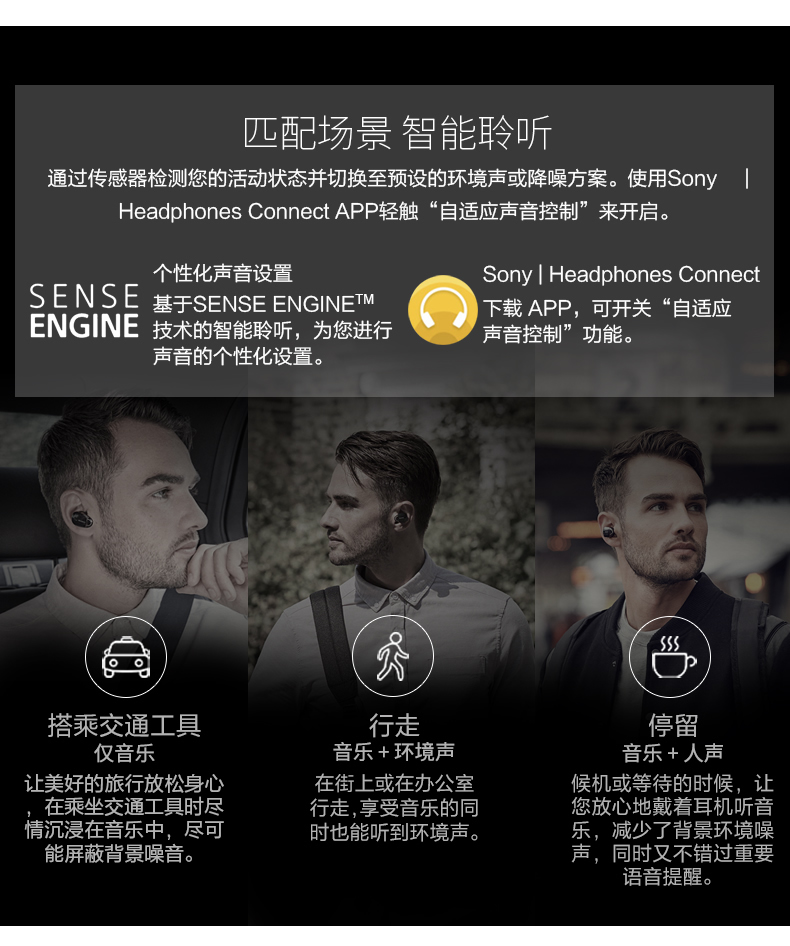 匹配场景 智能聆听
通过传感器检测您的活动状态并切换至预设的环境声或降噪方案。使用Sony |
Headphones Connect APP轻触“自适应声音控制”来开启。
SENSE
ENGINE
个性化声音设置
基于SENSE ENGINE™
技术的智能聆听，为您进行
声音的个性化设置。
Sony | Headphones Connect
下载 APP，可开关“自适应
声音控制”功能。
搭乘交通工具
仅音乐
让美好的旅行放松身心
，在乘坐交通工具时尽
情沉浸在音乐中，尽可
能屏蔽背景噪音。
行走
音乐+环境声
在街上或在办公室
行走,享受音乐的同
时也能听到环境声。
停留
音乐+人声
候机或等待的时候，让
您放心地戴着耳机听音
乐，减少了背景环境噪
声，同时又不错过重要
语音提醒。